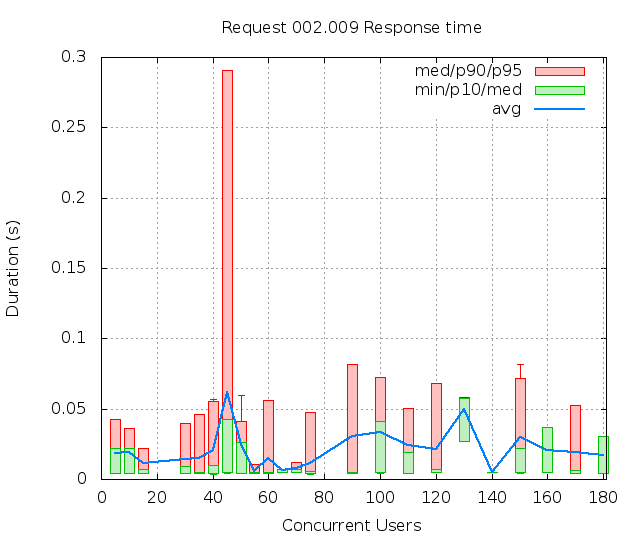 Request 002.009 Response time
0.3
0.25
0.2
0.15
0.1
0.05
0
med/p90/p95
min/p10/med
avg
Duration (s)
0 20 40 60 80 100 120 140 160 180
Concurrent Users